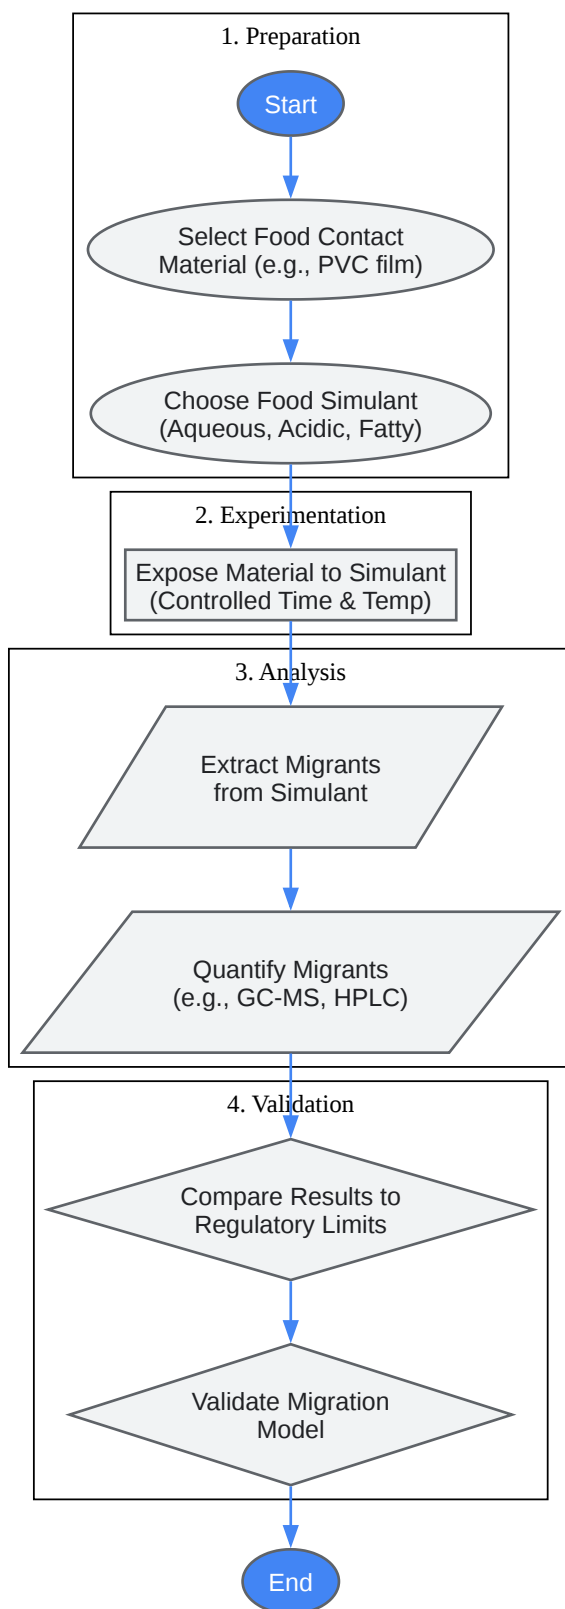 1. Preparation
Start
Select Food Contact
Material (e.g., PVC film)
Choose Food Simulant
(Aqueous, Acidic, Fatty)
2. Experimentation
Expose Material to Simulant
(Controlled Time & Temp)
3. Analysis
Extract Migrants
from Simulant
Quantify Migrants
(e.g., GC-MS, HPLC)
4. Validation
Compare Results to
Regulatory Limits
Validate Migration
Model
End